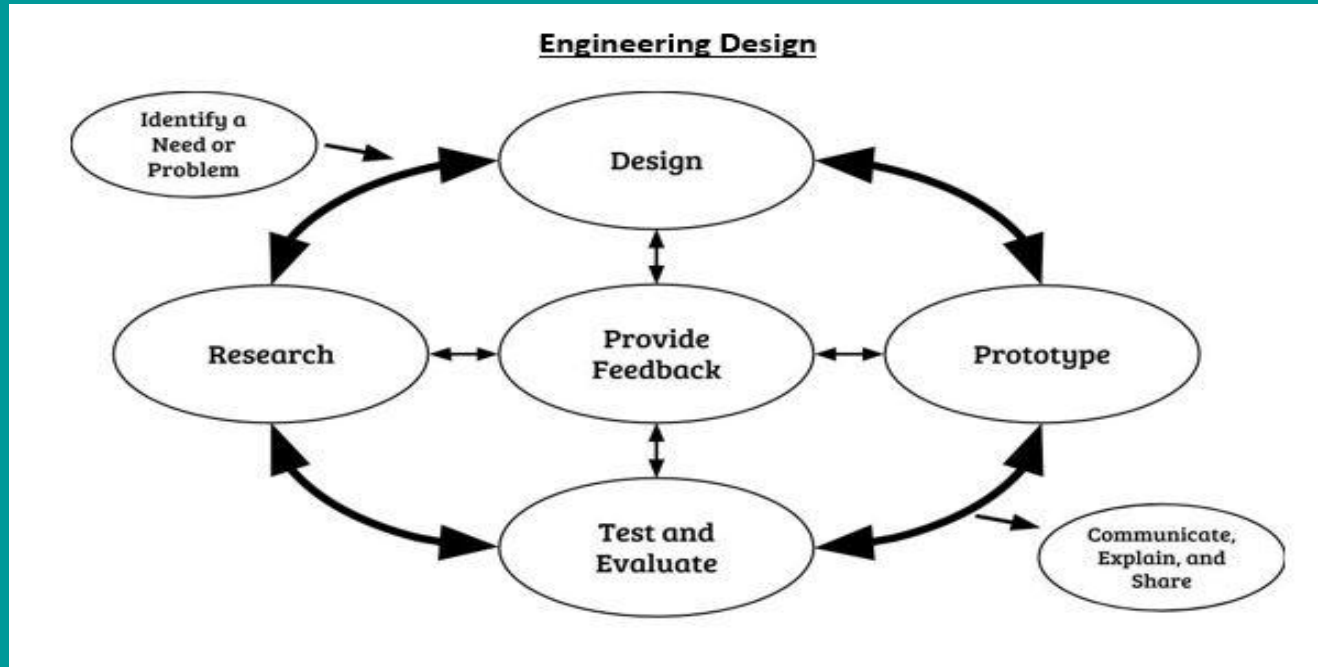 Engineering Design
Identify a
Need or
Problem
Design
Research
Provide
Feedback
Prototype
Test and
Evaluate
Communicate,
Explain, and
Share